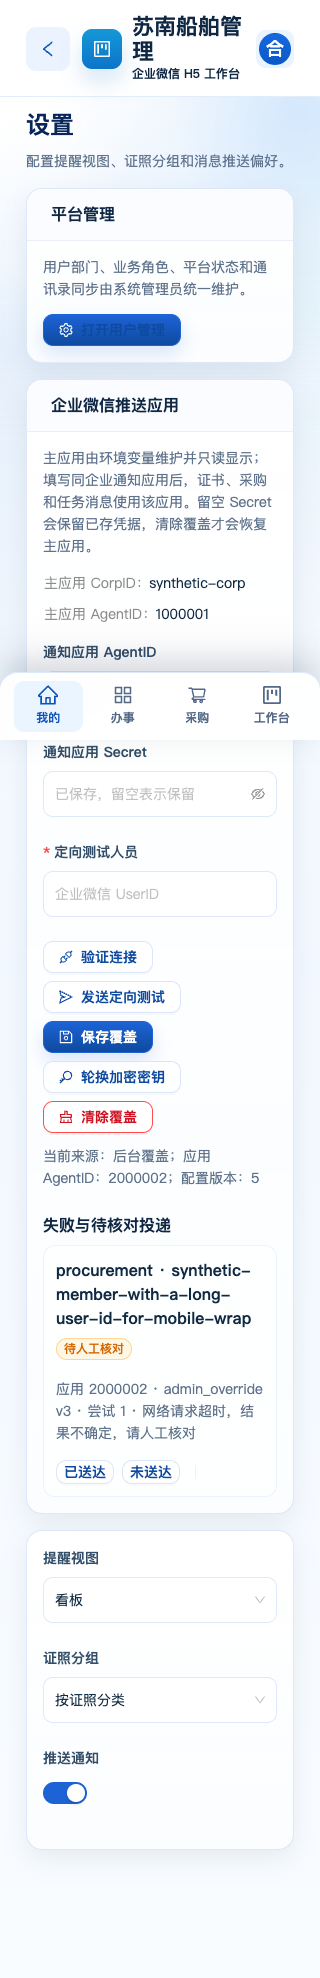 苏南船舶管
理
企业微信 H5 工作台
合
设置
配置提醒视图、证照分组和消息推送偏好。
平台管理
用户部门、业务角色、平台状态和通
讯录同步由系统管理员统一维护。
打开用户管理
企业微信推送应用
主应用由环境变量维护并只读显示；
填写同企业通知应用后，证书、采购
和任务消息使用该应用。留空 Secret
会保留已存凭据，清除覆盖才会恢复
主应用。
主应用 CorpID：synthetic-corp
主应用 AgentID：1000001
通知应用 AgentID
我的
办事
采购
工作台
通知应用 Secret
已保存，留空表示保留
* 定向测试人员
企业微信 UserID
验证连接
发送定向测试
保存覆盖
轮换加密密钥
清除覆盖
当前来源：后台覆盖；应用
AgentID：2000002；配置版本：5
失败与待核对投递
procurement · synthetic-
member-with-a-long-
user-id-for-mobile-wrap
待人工核对
应用 2000002 · admin_override
v3 · 尝试 1 · 网络请求超时，结
果不确定，请人工核对
已送达
未送达
提醒视图
看板
证照分组
按证照分类
推送通知